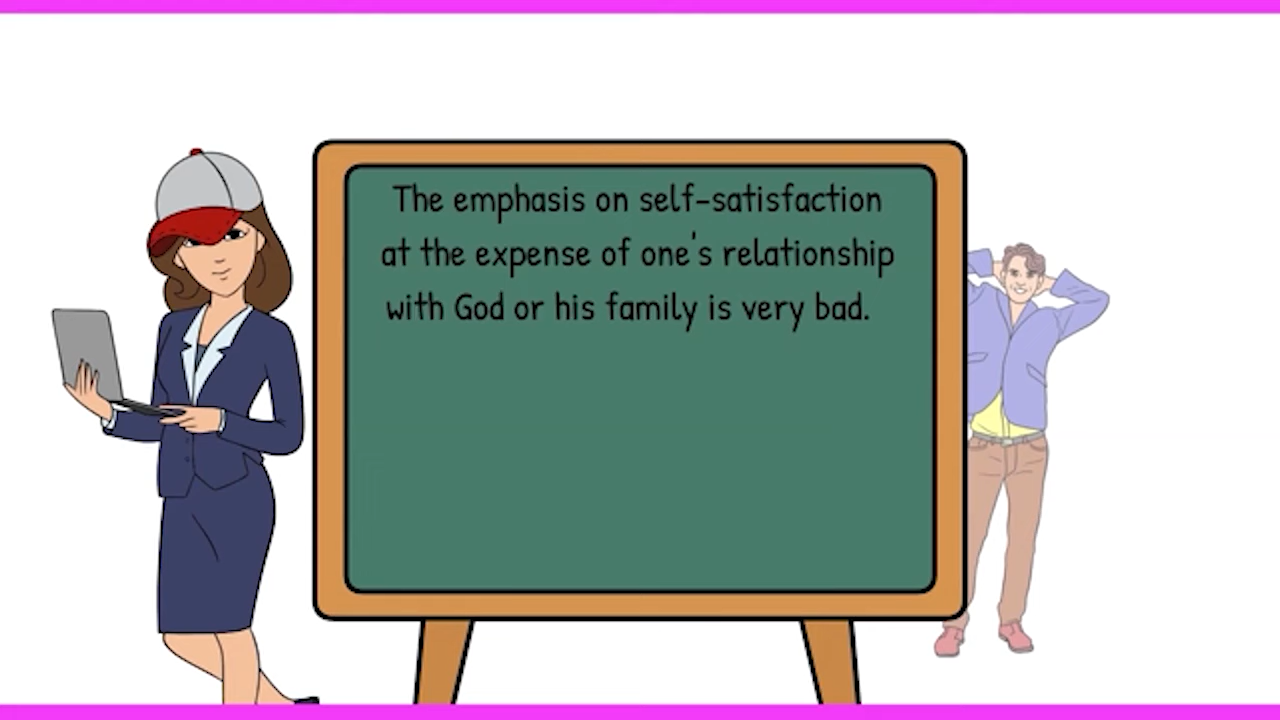 The emphasis on self-satisfaction
at the expense of one's relationship
with God or his family is very bad.